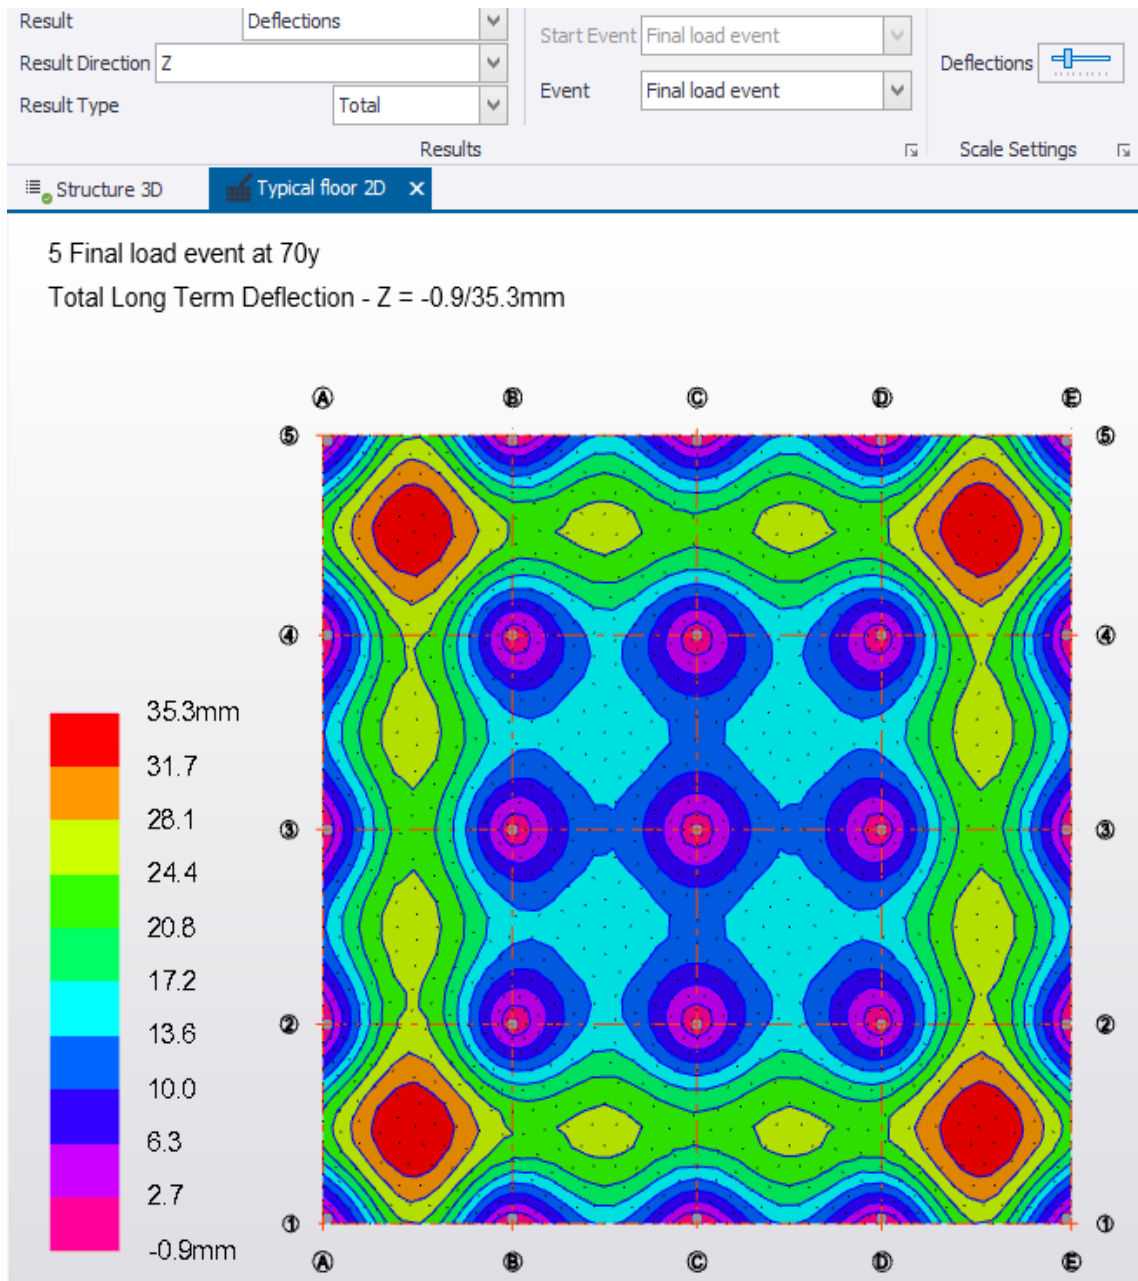 Result Deflections
Start Event Final load event
Result Direction Z
Deflections
Event Final load event
Result Type Total
Results
Scale Settings
Structure 3D Typical floor 2D
5 Final load event at 70y
Total Long Term Deflection - Z = -0.9/35.3mm
A B C D E
5 5
4 4
35.3mm
31.7
28.1
3 3
24.4
20.8
17.2
2 2
13.6
10.0
6.3
2.7
1 1
-0.9mm
A B C D E